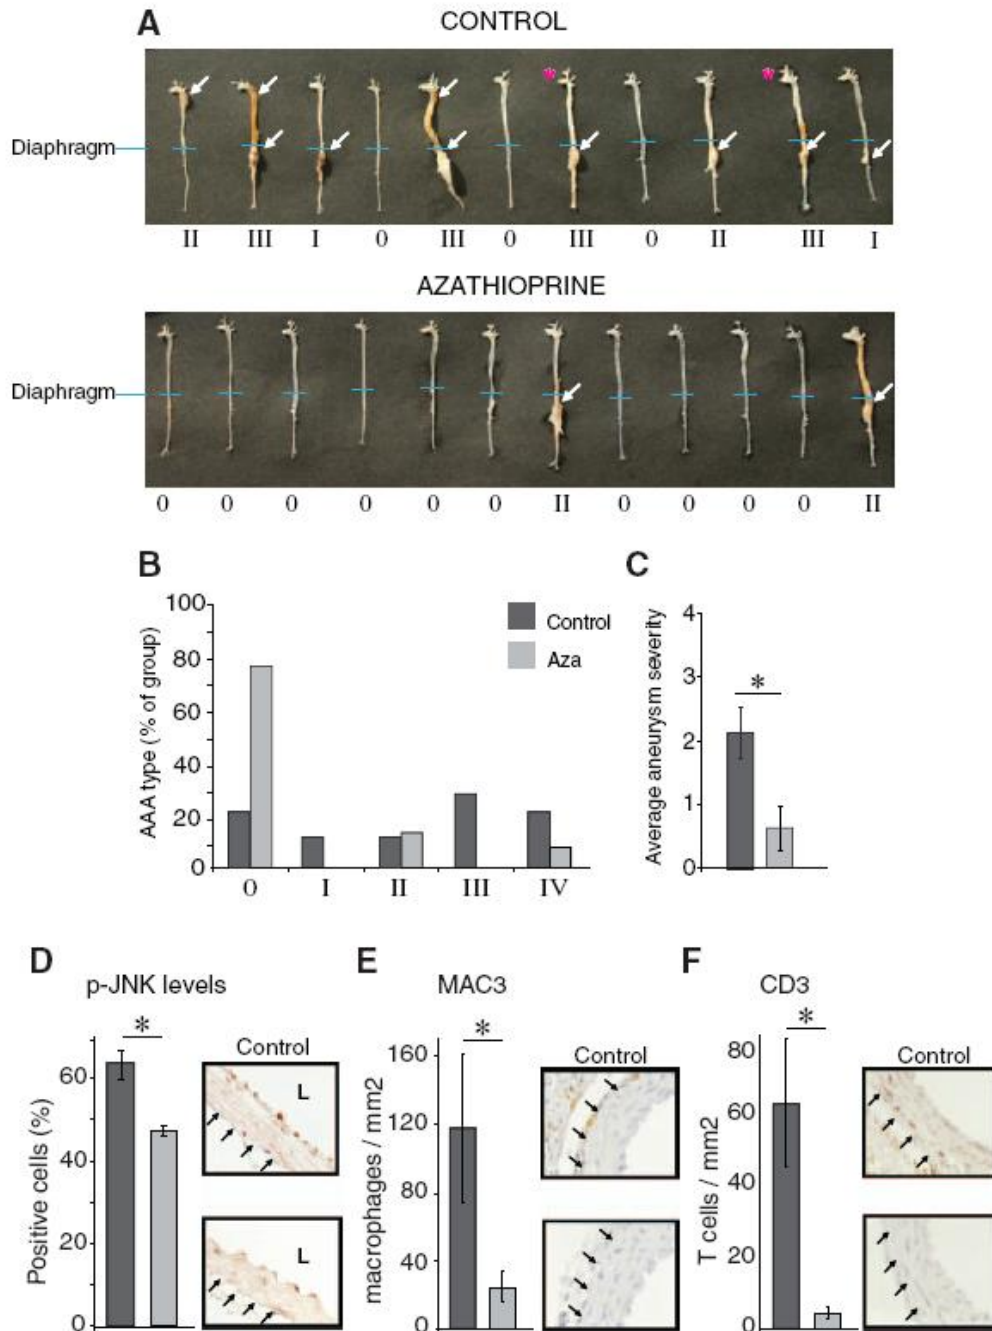 A
CONTROL
Diaphragm
II III I 0 III 0 III 0 II III I
AZATHIOPRINE
Diaphragm
0 0 0 0 0 0 II 0 0 0 0 II
B
AAA type (% of group)
100
80
60
40
20
0
0 I II III IV
Control
Aza
C
Average aneurysm severity
4
3
2
1
0
*
D
p-JNK levels
Positive cells (%)
60
40
20
0
*
Control
L
L
E
MAC3
macrophages / mm2
160
120
80
40
0
*
Control
F
CD3
T cells / mm2
80
60
40
20
0
*
Control